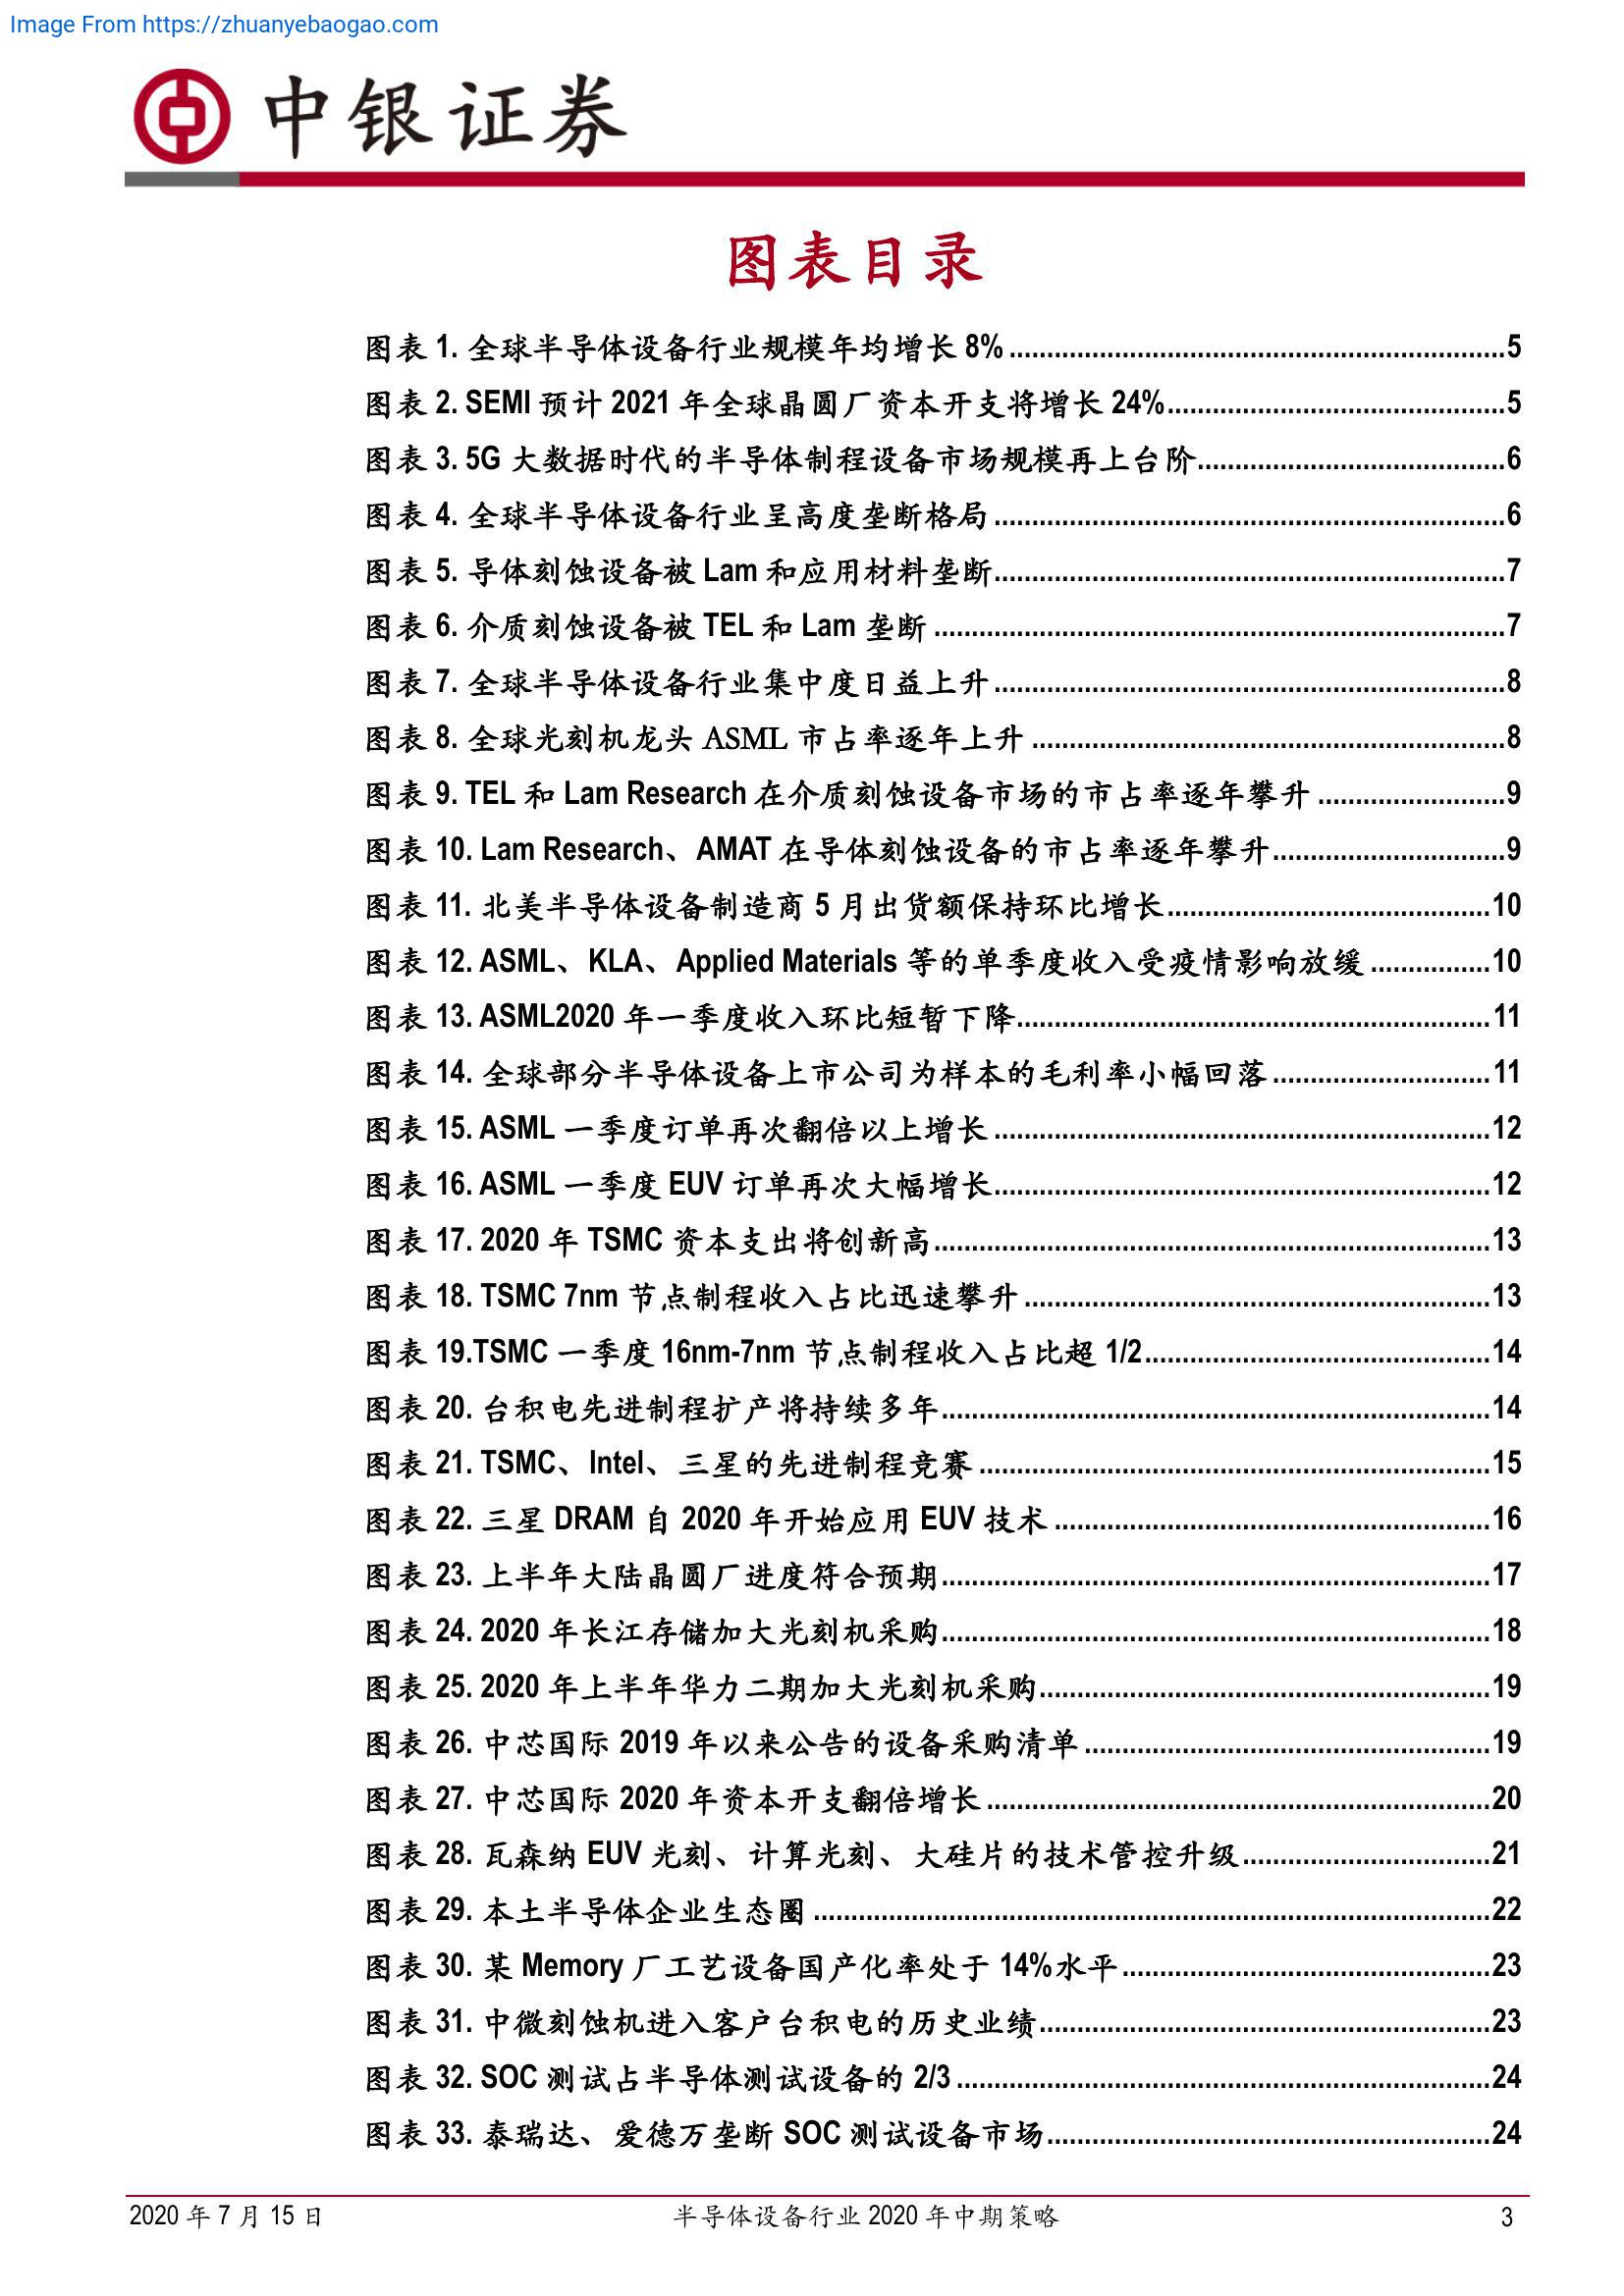 Image From https://zhuanyebaogao.com
中银证券
图表目录
图表 1. 全球半导体设备行业规模年均增长 8%..........5
图表 2. SEMI 预计 2021 年全球晶圆厂资本开支将增长 24%..........5
图表 3. 5G 大数据时代的半导体制程设备市场规模再上台阶..........6
图表 4. 全球半导体设备行业呈高度垄断格局..........6
图表 5. 导体刻蚀设备被 Lam 和应用材料垄断..........7
图表 6. 介质刻蚀设备被 TEL 和 Lam 垄断..........7
图表 7. 全球半导体设备行业集中度日益上升..........8
图表 8. 全球光刻机龙头 ASML 市占率逐年上升..........8
图表 9. TEL 和 Lam Research 在介质刻蚀设备市场的市占率逐年攀升..........9
图表 10. Lam Research、AMAT 在导体刻蚀设备的市占率逐年攀升..........9
图表 11. 北美半导体设备制造商 5 月出货额保持环比增长..........10
图表 12. ASML、KLA、Applied Materials 等的单季度收入受疫情影响放缓..........10
图表 13. ASML2020 年一季度收入环比短暂下降..........11
图表 14. 全球部分半导体设备上市公司为样本的毛利率小幅回落..........11
图表 15. ASML 一季度订单再次翻倍以上增长..........12
图表 16. ASML 一季度 EUV 订单再次大幅增长..........12
图表 17. 2020 年 TSMC 资本支出将创新高..........13
图表 18. TSMC 7nm 节点制程收入占比迅速攀升..........13
图表 19.TSMC 一季度 16nm-7nm 节点制程收入占比超 1/2..........14
图表 20. 台积电先进制程扩产将持续多年..........14
图表 21. TSMC、Intel、三星的先进制程竞赛..........15
图表 22. 三星 DRAM 自 2020 年开始应用 EUV 技术..........16
图表 23. 上半年大陆晶圆厂进度符合预期..........17
图表 24. 2020 年长江存储加大光刻机采购..........18
图表 25. 2020 年上半年华力二期加大光刻机采购..........19
图表 26. 中芯国际 2019 年以来公告的设备采购清单..........19
图表 27. 中芯国际 2020 年资本开支翻倍增长..........20
图表 28. 瓦森纳 EUV 光刻、计算光刻、大硅片的技术管控升级..........21
图表 29. 本土半导体企业生态圈..........22
图表 30. 某 Memory 厂工艺设备国产化率处于 14%水平..........23
图表 31. 中微刻蚀机进入客户台积电的历史业绩..........23
图表 32. SOC 测试占半导体测试设备的 2/3..........24
图表 33. 泰瑞达、爱德万垄断 SOC 测试设备市场..........24
2020 年 7 月 15 日 半导体设备行业 2020 年中期策略 3